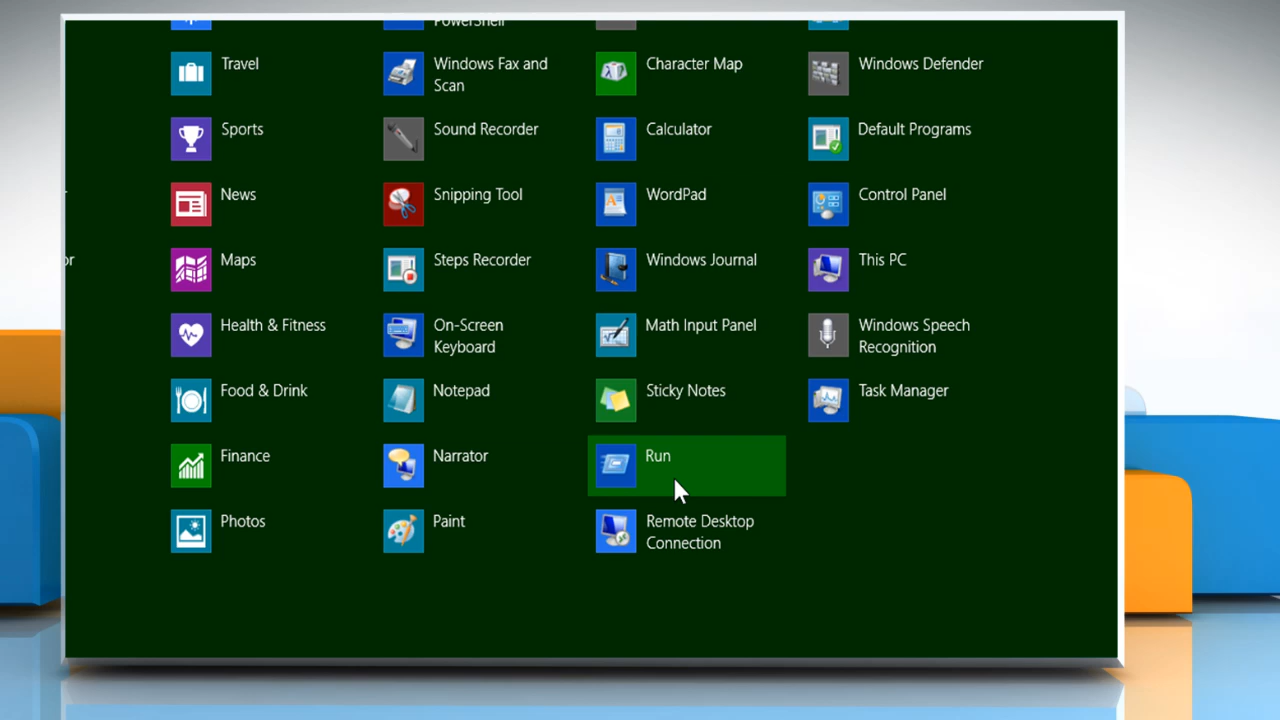 PowerShell
Travel
Windows Fax and
Scan
Character Map
Windows Defender
Sports
Sound Recorder
Calculator
Default Programs
News
Snipping Tool
WordPad
Control Panel
or
Maps
Steps Recorder
Windows Journal
This PC
Health & Fitness
On-Screen
Keyboard
Math Input Panel
Windows Speech
Recognition
Food & Drink
Notepad
Sticky Notes
Task Manager
Finance
Narrator
Run
Photos
Paint
Remote Desktop
Connection